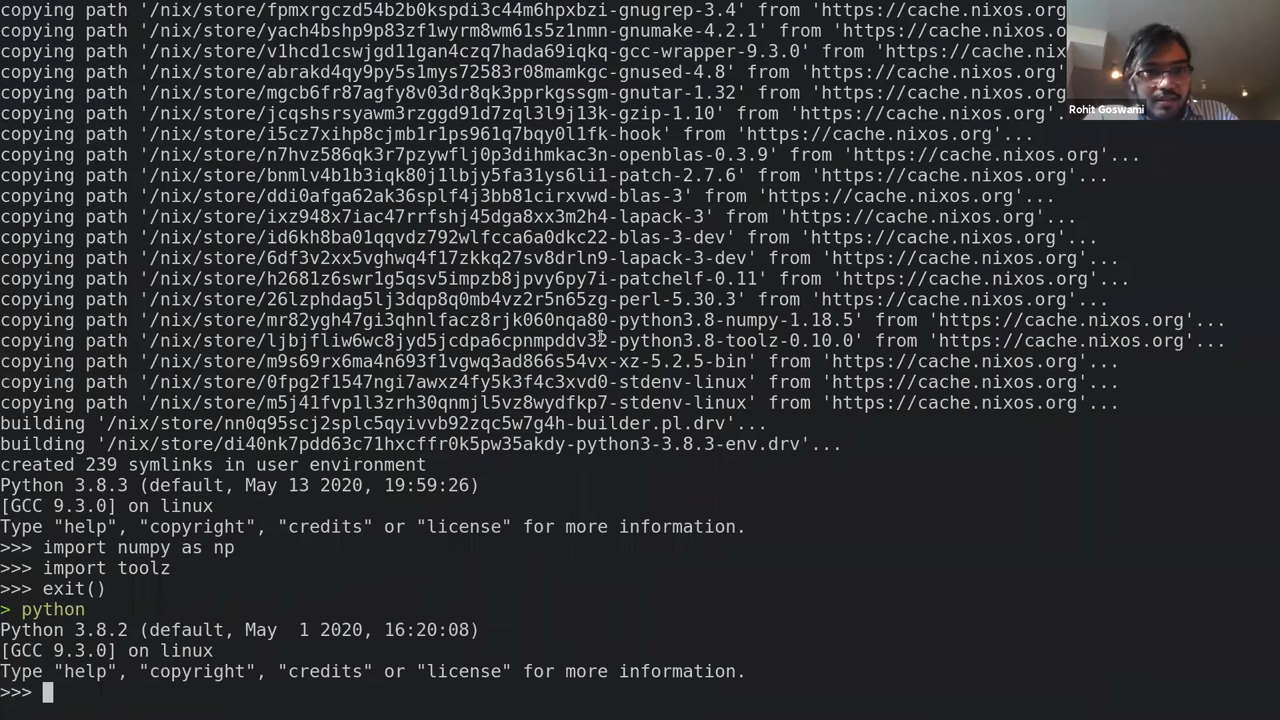 copying path '/nix/store/fpmxrgczd54b2b0kspdi3c44m6hpxbzi-gnugrep-3.4' from 'https://cache.nixos.org
copying path '/nix/store/yach4bshp9p83zf1wyrm8wm61s5z1nmn-gnumake-4.2.1' from 'https://cache.nixos.o
copying path '/nix/store/v1hcd1cswjgd11gan4czq7hada69iqkq-gcc-wrapper-9.3.0' from 'https://cache.nix
copying path '/nix/store/abrakd4qy9py5s1mys72583r08mamkgc-gnused-4.8' from 'https://cache.nixos.org'
copying path '/nix/store/mgcb6fr87agfy8v03dr8qk3pprkgssgm-gnutar-1.32' from 'https://cache.nixos.org
Rohit Goswami
copying path '/nix/store/jcqshsrsyawm3zrmd91d7zql3l9j13k-gzip-1.10' from 'https://cache.nixos.org'
copying path '/nix/store/i5cz7xihp8cjmb1r1ps961q7bqy0l1fk-hook' from 'https://cache.nixos.org'...
copying path '/nix/store/n7hvz586qk3r7pzywflj0p3dihmkac3n-openblas-0.3.9' from 'https://cache.nixos.org'...
copying path '/nix/store/bnmlv4b1b3iqk80j1lbjy5fa31ys6li1-patch-2.7.6' from 'https://cache.nixos.org'...
copying path '/nix/store/ddi0afga62ak36splf4j3bb81cirxvwd-blas-3' from 'https://cache.nixos.org'...
copying path '/nix/store/ixz948x7iac47rrfshj45dga8xx3m2h4-lapack-3' from 'https://cache.nixos.org'...
copying path '/nix/store/id6kh8ba01qqvdz792wlfcca6a0dkc22-blas-3-dev' from 'https://cache.nixos.org'...
copying path '/nix/store/6df3v2xx5vghwq4f17zkkq27sv8drln9-lapack-3-dev' from 'https://cache.nixos.org'...
copying path '/nix/store/h2681z6swr1g5qsv5impzb8jpvy6py7i-patchelf-0.11' from 'https://cache.nixos.org'...
copying path '/nix/store/26lzphdag5lj3dqp8q0mb4vz2r5n65zg-perl-5.30.3' from 'https://cache.nixos.org'...
copying path '/nix/store/mr82ygh47gi3qhnlfacz8rjk060nqa80-python3.8-numpy-1.18.5' from 'https://cache.nixos.org'...
copying path '/nix/store/ljbjfliw6wc8jyd5jcdpa6cpnmpddv32-python3.8-toolz-0.10.0' from 'https://cache.nixos.org'...
copying path '/nix/store/m9s69rx6ma4n693f1vgwq3ad866s54vx-xz-5.2.5-bin' from 'https://cache.nixos.org'...
copying path '/nix/store/0fpg2f1547ngi7awxz4fy5k3f4c3xvd0-stdenv-linux' from 'https://cache.nixos.org'...
copying path '/nix/store/m5j41fvp1l3zrh30qnmjl5vz8wydfkp7-stdenv-linux' from 'https://cache.nixos.org'...
building '/nix/store/nn0q95scj2splc5qyivvb92zqc5w7g4h-builder.pl.drv'...
building '/nix/store/di40nk7pdd63c71hxcffr0k5pw35akdy-python3-3.8.3-env.drv'...
created 239 symlinks in user environment
Python 3.8.3 (default, May 13 2020, 19:59:26)
[GCC 9.3.0] on linux
Type "help", "copyright", "credits" or "license" for more information.
>>> import numpy as np
>>> import toolz
>>> exit()
> python
Python 3.8.2 (default, May  1 2020, 16:20:08)
[GCC 9.3.0] on linux
Type "help", "copyright", "credits" or "license" for more information.
>>>